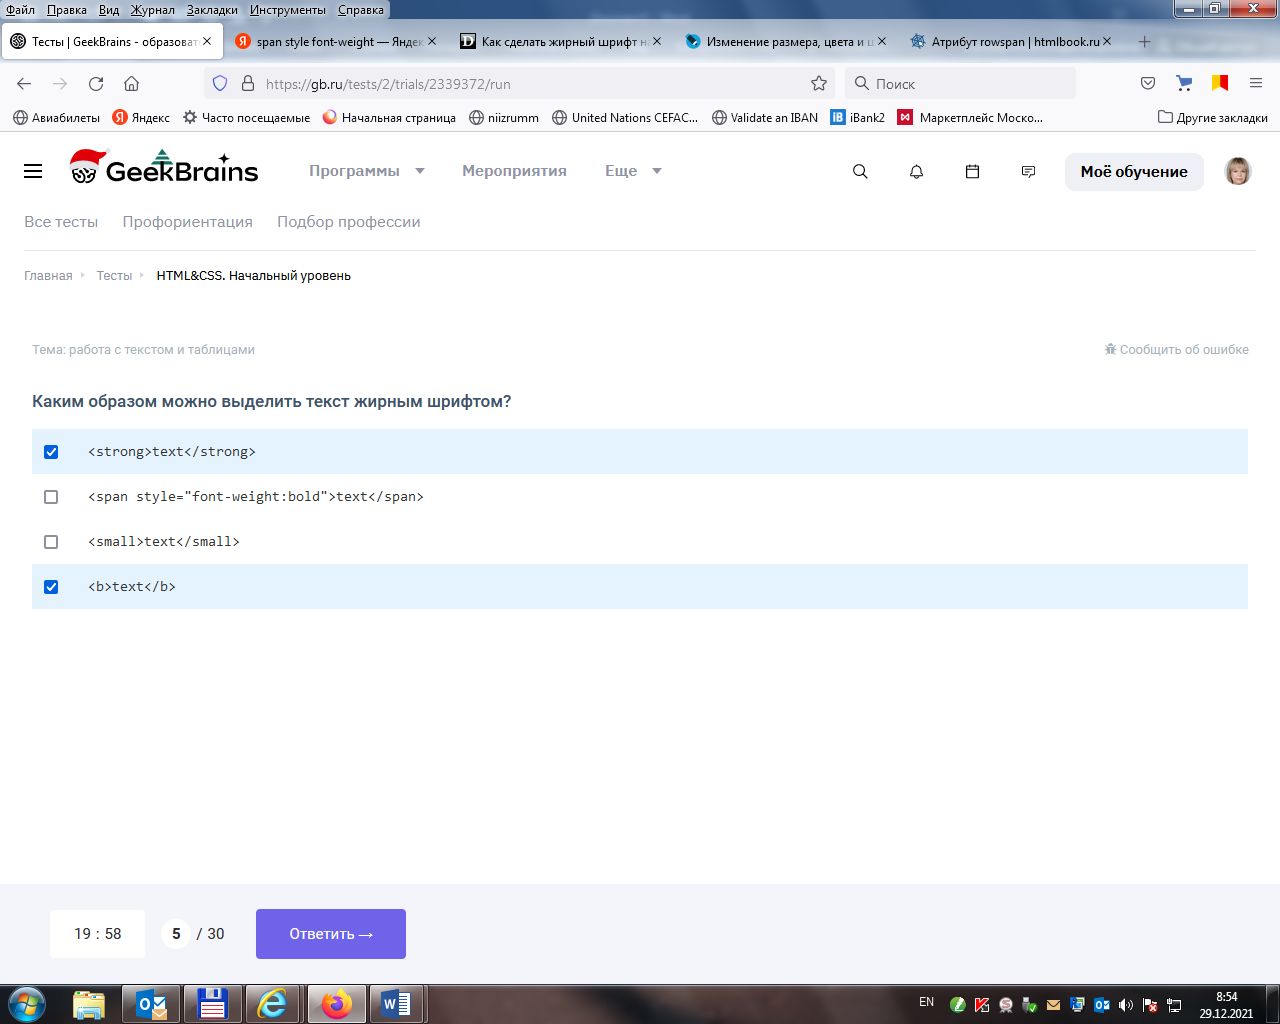 Файл Правка Вид Журнал Закладки Инструменты Справка
Тесты | GeekBrains - образоват
span style font-weight — Яндек
Как сделать жирный шрифт н
Изменение размера, цвета и ш
Атрибут rowspan | htmlbook.ru
https://gb.ru/tests/2/trials/2339372/run
Поиск
Авиабилеты Яндекс Часто посещаемые Начальная страница niizrumm United Nations CEFAC... Validate an IBAN iBank2 Маркетплейс Моско... Другие закладки
GeekBrains Программы Мероприятия Еще Моё обучение
Все тесты Профориентация Подбор профессии
Главная Тесты HTML&CSS. Начальный уровень
Тема: работа с текстом и таблицами Сообщить об ошибке
Каким образом можно выделить текст жирным шрифтом?
<strong>text</strong>
<span style="font-weight:bold">text</span>
<small>text</small>
<b>text</b>
19 : 58 5 / 30 Ответить →
EN 8:54
29.12.2021